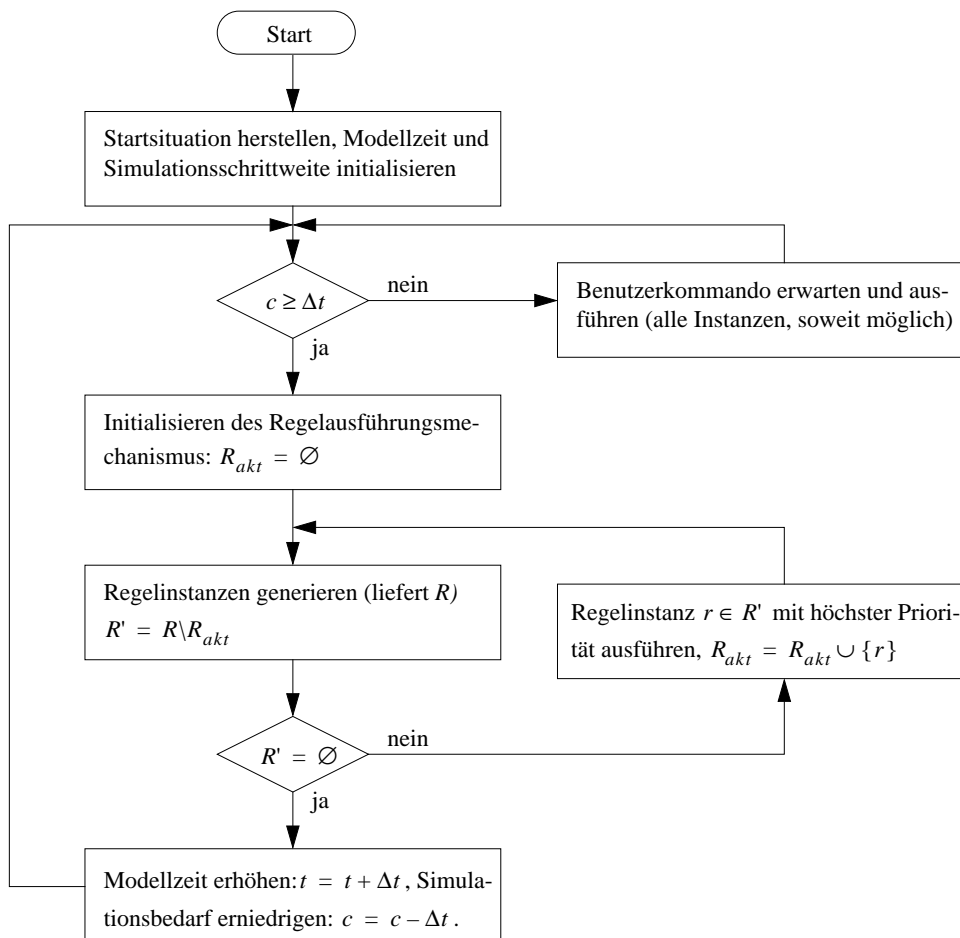 Start
Startsituation herstellen, Modellzeit und
Simulationsschrittweite initialisieren
c ≥ Δt
nein
Benutzerkommando erwarten und aus-
führen (alle Instanzen, soweit möglich)
ja
Initialisieren des Regelausführungsme-
chanismus: R_akt = ∅
Regelinstanzen generieren (liefert R)
R' = R\R_akt
Regelinstanz r ∈ R' mit höchster Priori-
tät ausführen, R_akt = R_akt ∪ {r}
R' = ∅
nein
ja
Modellzeit erhöhen: t = t + Δt , Simula-
tionsbedarf erniedrigen: c = c – Δt .